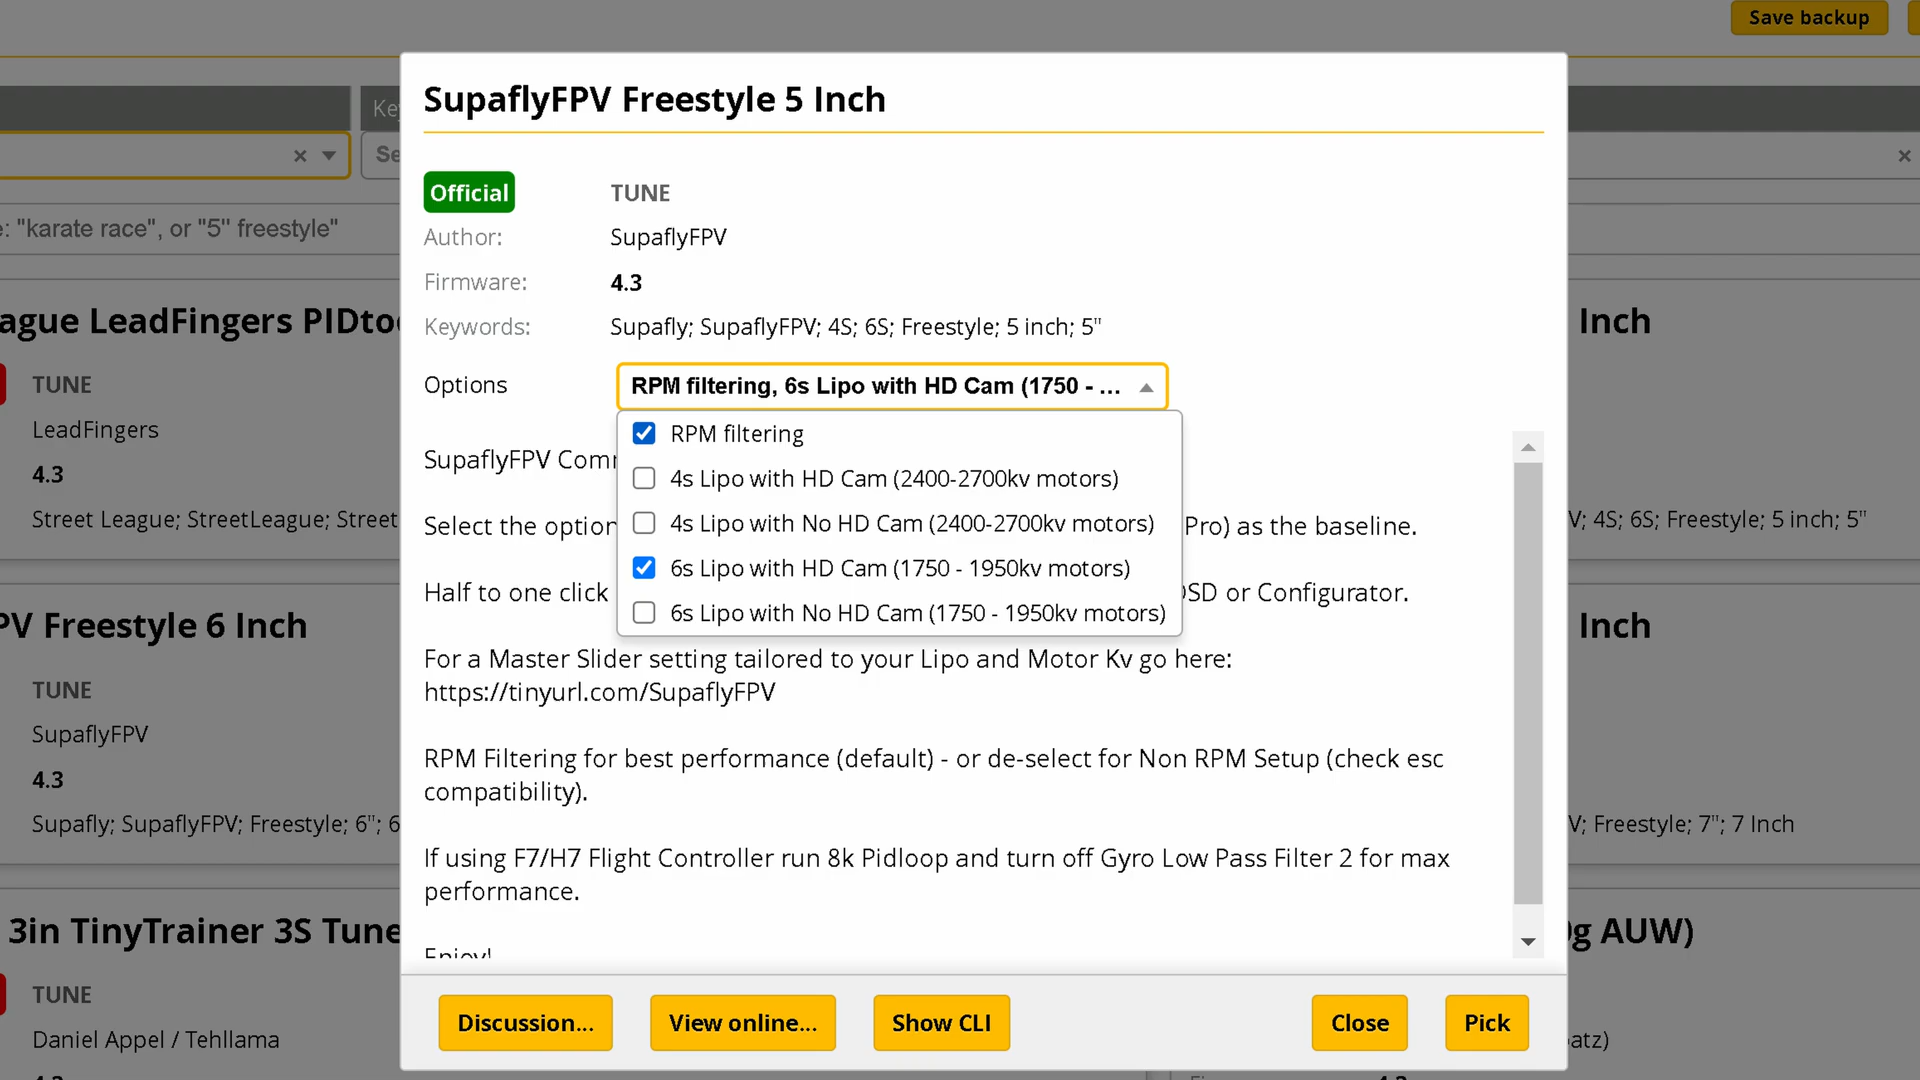 Save backup
Ke
Se
: "karate race", or "5" freestyle"
SupaflyFPV Freestyle 5 Inch
Official TUNE
Author: SupaflyFPV
Firmware: 4.3
Keywords: Supafly; SupaflyFPV; 4S; 6S; Freestyle; 5 inch; 5"
Options RPM filtering, 6s Lipo with HD Cam (1750 - ...
RPM filtering
4s Lipo with HD Cam (2400-2700kv motors)
4s Lipo with No HD Cam (2400-2700kv motors)
6s Lipo with HD Cam (1750 - 1950kv motors)
6s Lipo with No HD Cam (1750 - 1950kv motors)
SupaflyFPV Com
Select the option Pro) as the baseline.
Half to one click SD or Configurator.
For a Master Slider setting tailored to your Lipo and Motor Kv go here:
https://tinyurl.com/SupaflyFPV
RPM Filtering for best performance (default) - or de-select for Non RPM Setup (check esc
compatibility).
If using F7/H7 Flight Controller run 8k Pidloop and turn off Gyro Low Pass Filter 2 for max
performance.
Enjoy!
Discussion... View online... Show CLI Close Pick
ague LeadFingers PIDto
TUNE
LeadFingers
4.3
Street League; StreetLeague; Street
PV Freestyle 6 Inch
TUNE
SupaflyFPV
4.3
Supafly; SupaflyFPV; Freestyle; 6"; 6
3in TinyTrainer 3S Tune
TUNE
Daniel Appel / Tehllama
Inch
V; 4S; 6S; Freestyle; 5 inch; 5"
Inch
V; Freestyle; 7"; 7 Inch
g AUW)
atz)